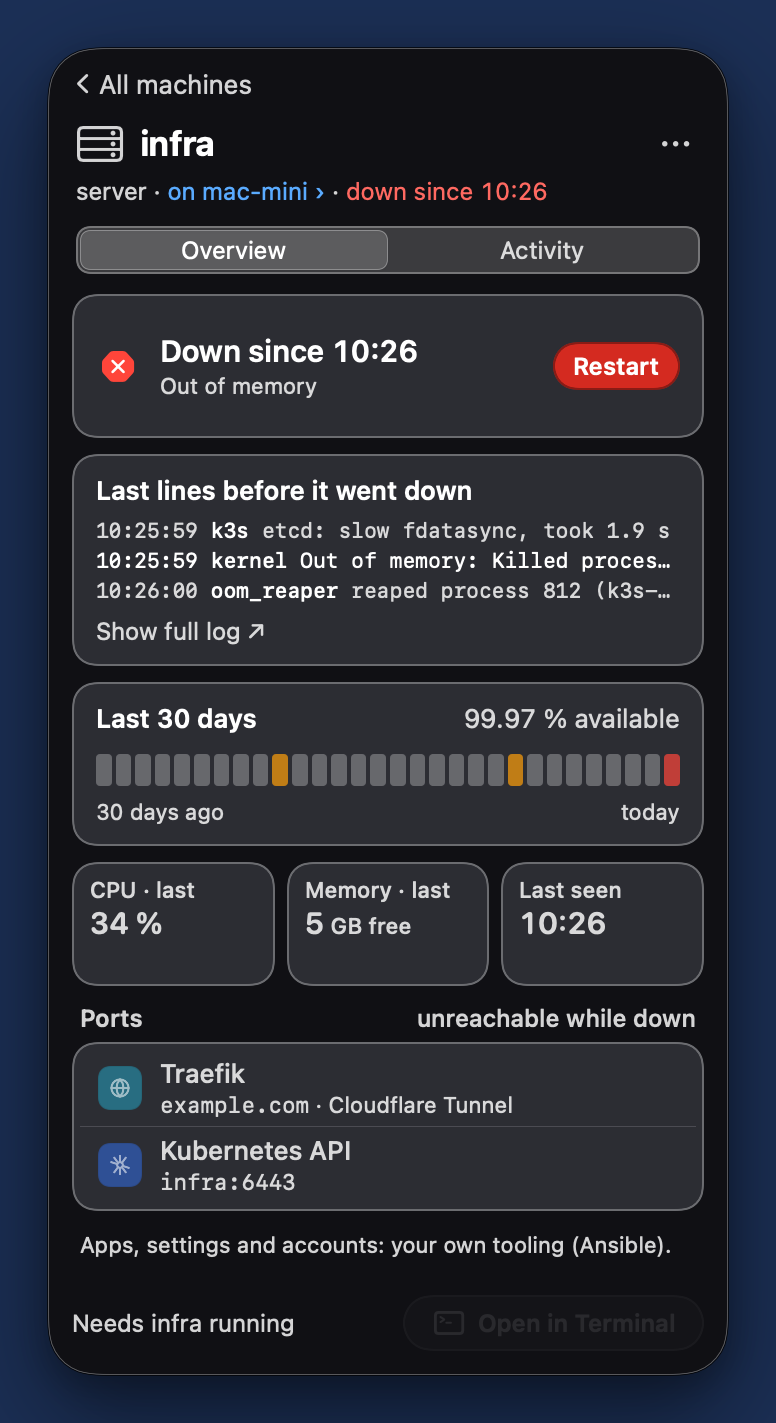 All machines
infra
server · on mac-mini › · down since 10:26
Overview
Activity
Down since 10:26
Out of memory
Restart
Last lines before it went down
10:25:59 k3s etcd: slow fdatasync, took 1.9 s
10:25:59 kernel Out of memory: Killed proces…
10:26:00 oom_reaper reaped process 812 (k3s-…
Show full log ↗
Last 30 days
99.97 % available
30 days ago
today
CPU · last
34 %
Memory · last
5 GB free
Last seen
10:26
Ports
unreachable while down
Traefik
example.com · Cloudflare Tunnel
Kubernetes API
infra:6443
Apps, settings and accounts: your own tooling (Ansible).
Needs infra running
Open in Terminal